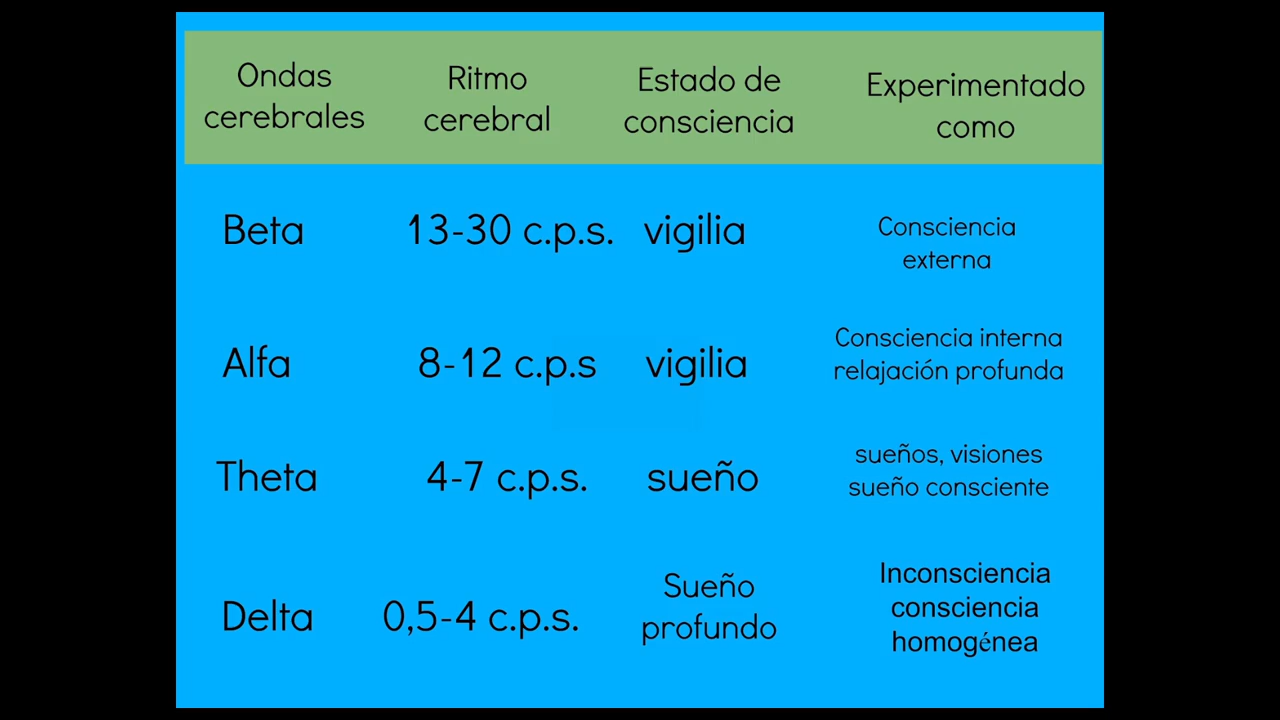 Ondas cerebrales
Ritmo cerebral
Estado de consciencia
Experimentado como
Beta
13-30 c.p.s.
vigilia
Consciencia
externa
Alfa
8-12 c.p.s
vigilia
Consciencia interna
relajación profunda
Theta
4-7 c.p.s.
sueño
sueños, visiones
sueño consciente
Delta
0,5-4 c.p.s.
Sueño
profundo
Inconsciencia
consciencia
homogénea